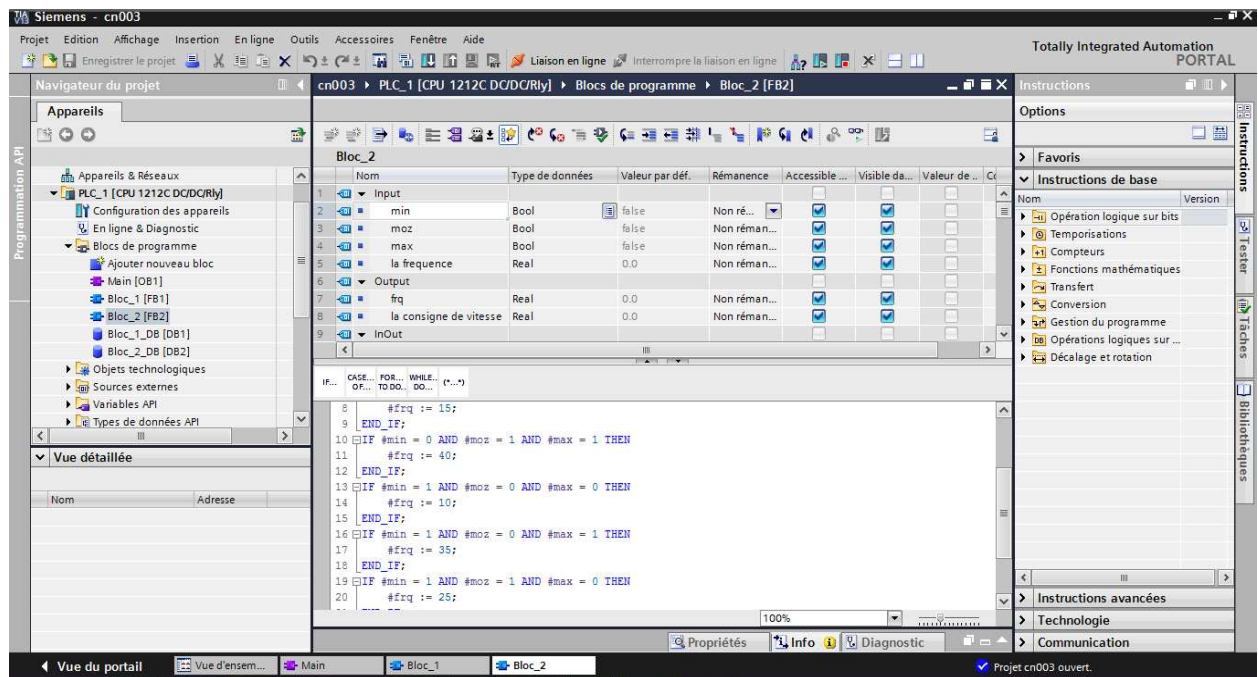 Siemens - cn003
Projet Edition Affichage Insertion En ligne Outils Accessoires Fenêtre Aide
Totally Integrated Automation
PORTAL
Enregistrer le projet
Liaison en ligne
Interrompre la liaison en ligne
Navigateur du projet
cn003 PLC_1 [CPU 1212C DC/DC/Rly] Blocs de programme Bloc_2 [FB2]
Instructions
Appareils
Options
Programmation API
Appareils & Réseaux
PLC_1 [CPU 1212C DC/DC/Rly]
Configuration des appareils
En ligne & Diagnostic
Blocs de programme
Ajouter nouveau bloc
Main [OB1]
Bloc_1 [FB1]
Bloc_2 [FB2]
Bloc_1_DB [DB1]
Bloc_2_DB [DB2]
Objets technologiques
Sources externes
Variables API
Types de données API
Vue détaillée
Nom Adresse
Bloc_2
Nom Type de données Valeur par déf. Rémanence Accessible ... Visible da... Valeur de .. Co
1 Input
2 min Bool false Non ré...
3 moz Bool false Non réman...
4 max Bool false Non réman...
5 la frequence Real 0.0 Non réman...
6 Output
7 frq Real 0.0 Non réman...
8 la consigne de vitesse Real 0.0 Non réman...
9 InOut
IF... CASE... OF... FOR... TO DO.. WHILE.. DO... (*...*)
8 #frq := 15;
9 END_IF;
10 IF #min = 0 AND #moz = 1 AND #max = 1 THEN
11 #frq := 40;
12 END_IF;
13 IF #min = 1 AND #moz = 0 AND #max = 0 THEN
14 #frq := 10;
15 END_IF;
16 IF #min = 1 AND #moz = 0 AND #max = 1 THEN
17 #frq := 35;
18 END_IF;
19 IF #min = 1 AND #moz = 1 AND #max = 0 THEN
20 #frq := 25;
100%
Propriétés Info Diagnostic
Favoris
Instructions de base
Nom Version
Opération logique sur bits
Temporisations
Compteurs
Fonctions mathématiques
Transfert
Conversion
Gestion du programme
Opérations logiques sur ...
Décalage et rotation
Instructions avancées
Technologie
Communication
Instructions
Tester
Tâches
Bibliothèques
Vue du portail Vue d'ensem... Main Bloc_1 Bloc_2
Projet cn003 ouvert.